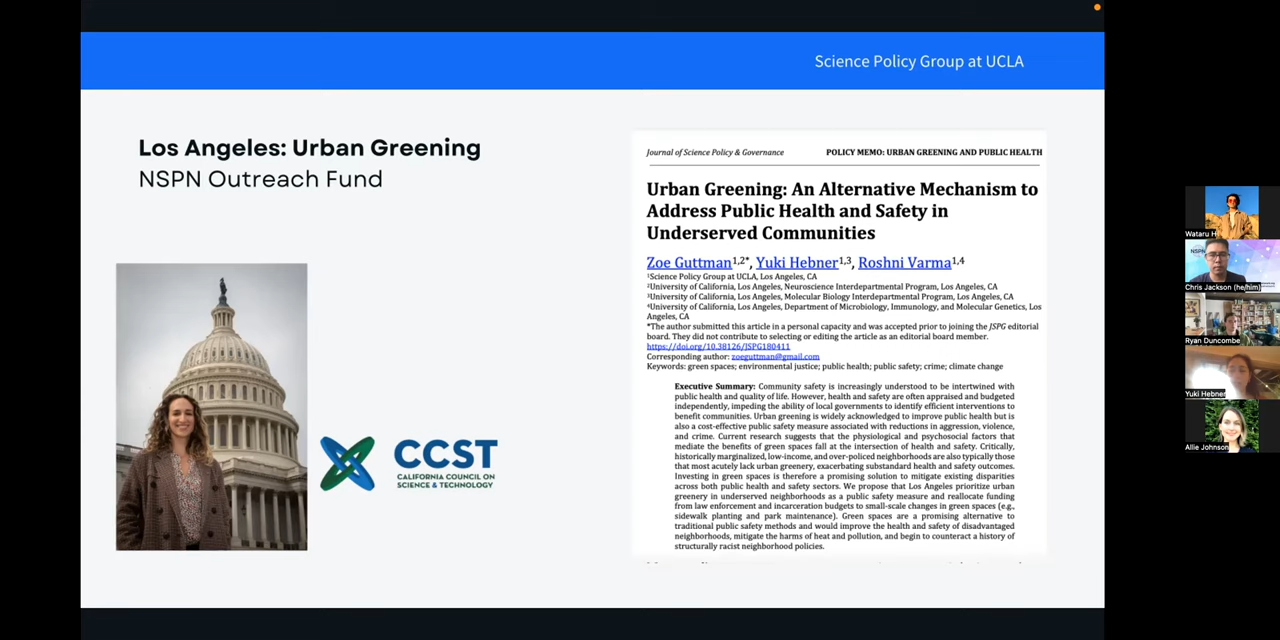 Science Policy Group at UCLA
Los Angeles: Urban Greening
NSPN Outreach Fund
CCST
CALIFORNIA COUNCIL ON
SCIENCE & TECHNOLOGY
Journal of Science Policy & Governance
POLICY MEMO: URBAN GREENING AND PUBLIC HEALTH
Urban Greening: An Alternative Mechanism to
Address Public Health and Safety in
Underserved Communities
Zoe Guttman1,2*, Yuki Hebner1,3, Roshni Varma1,4
1Science Policy Group at UCLA, Los Angeles, CA
2University of California, Los Angeles, Neuroscience Interdepartmental Program, Los Angeles, CA
3University of California, Los Angeles, Molecular Biology Interdepartmental Program, Los Angeles, CA
4University of California, Los Angeles, Department of Microbiology, Immunology, and Molecular Genetics, Los
Angeles, CA
*The author submitted this article in a personal capacity and was accepted prior to joining the JSPG editorial
board. They did not contribute to selecting or editing the article as an editorial board member.
https://doi.org/10.38126/JSPG180411
Corresponding author: zoeguttman@gmail.com
Keywords: green spaces; environmental justice; public health; public safety; crime; climate change
Executive Summary: Community safety is increasingly understood to be intertwined with
public health and quality of life. However, health and safety are often appraised and budgeted
independently, impeding the ability of local governments to identify efficient interventions to
benefit communities. Urban greening is widely acknowledged to improve public health but is
also a cost-effective public safety measure associated with reductions in aggression, violence,
and crime. Current research suggests that the physiological and psychosocial factors that
mediate the benefits of green spaces fall at the intersection of health and safety. Critically,
historically marginalized, low-income, and over-policed neighborhoods are also typically those
that most acutely lack urban greenery, exacerbating substandard health and safety outcomes.
Investing in green spaces is therefore a promising solution to mitigate existing disparities
across both public health and safety sectors. We propose that Los Angeles prioritize urban
greenery in underserved neighborhoods as a public safety measure and reallocate funding
from law enforcement and incarceration budgets to small-scale changes in green spaces (e.g.,
sidewalk planting and park maintenance). Green spaces are a promising alternative to
traditional public safety methods and would improve the health and safety of disadvantaged
neighborhoods, mitigate the harms of heat and pollution, and begin to counteract a history of
structurally racist neighborhood policies.
Wataru H
NSPN
Chris Jackson (he/him)
Ryan Duncombe
Yuki Hebner
Allie Johnson